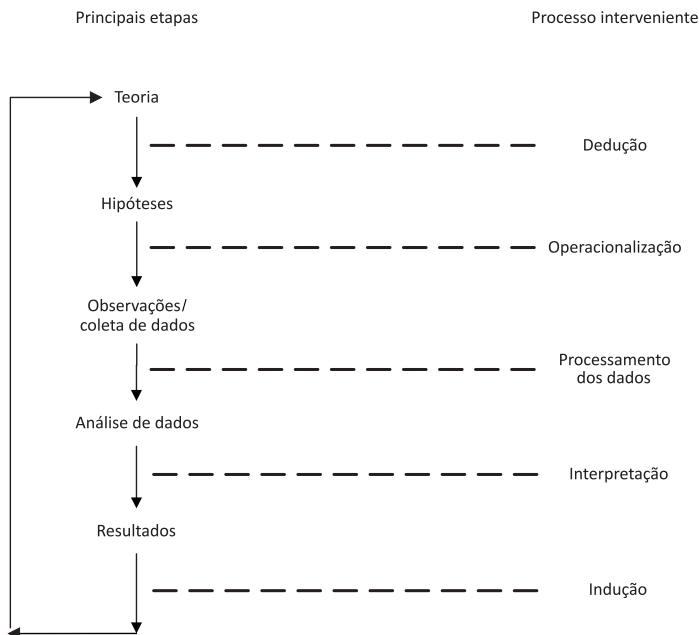 Principais etapas
Processo interveniente
Teoria
Dedução
Hipóteses
Operacionalização
Observações/
coleta de dados
Processamento
dos dados
Análise de dados
Interpretação
Resultados
Indução